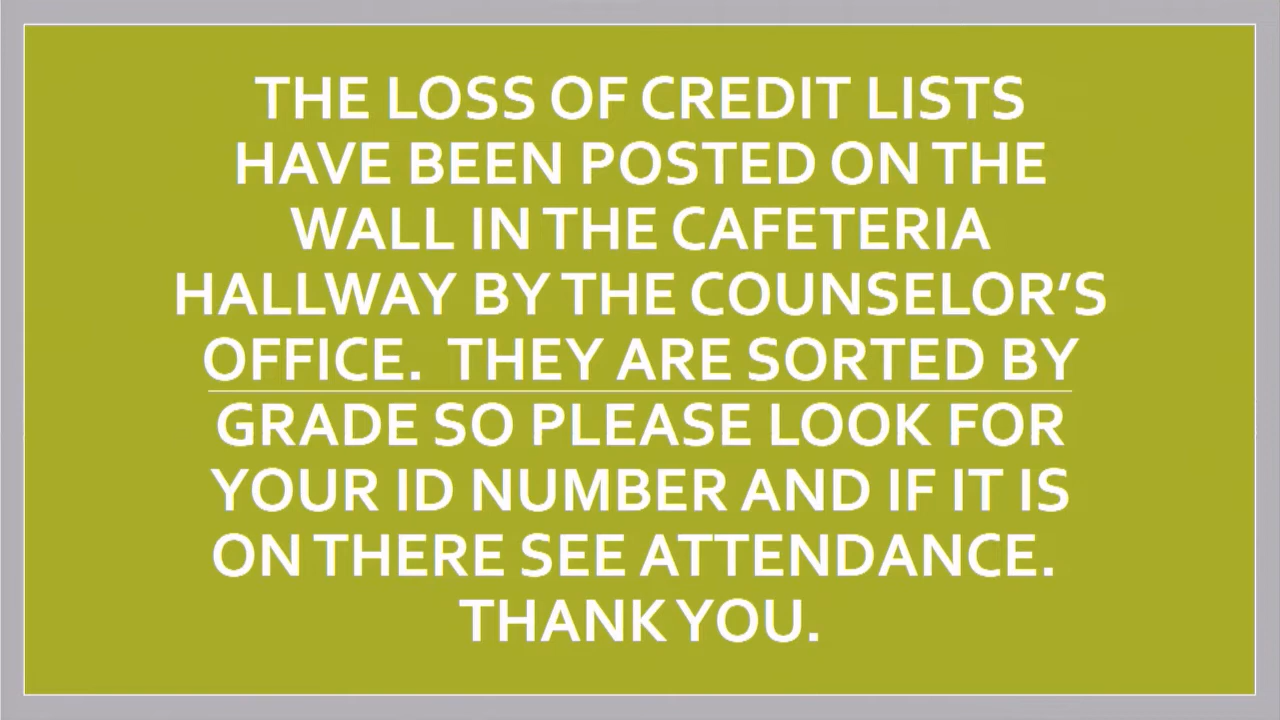 THE LOSS OF CREDIT LISTS
HAVE BEEN POSTED ON THE
WALL IN THE CAFETERIA
HALLWAY BY THE COUNSELOR’S
OFFICE.  THEY ARE SORTED BY
GRADE SO PLEASE LOOK FOR
YOUR ID NUMBER AND IF IT IS
ON THERE SEE ATTENDANCE.
THANK YOU.